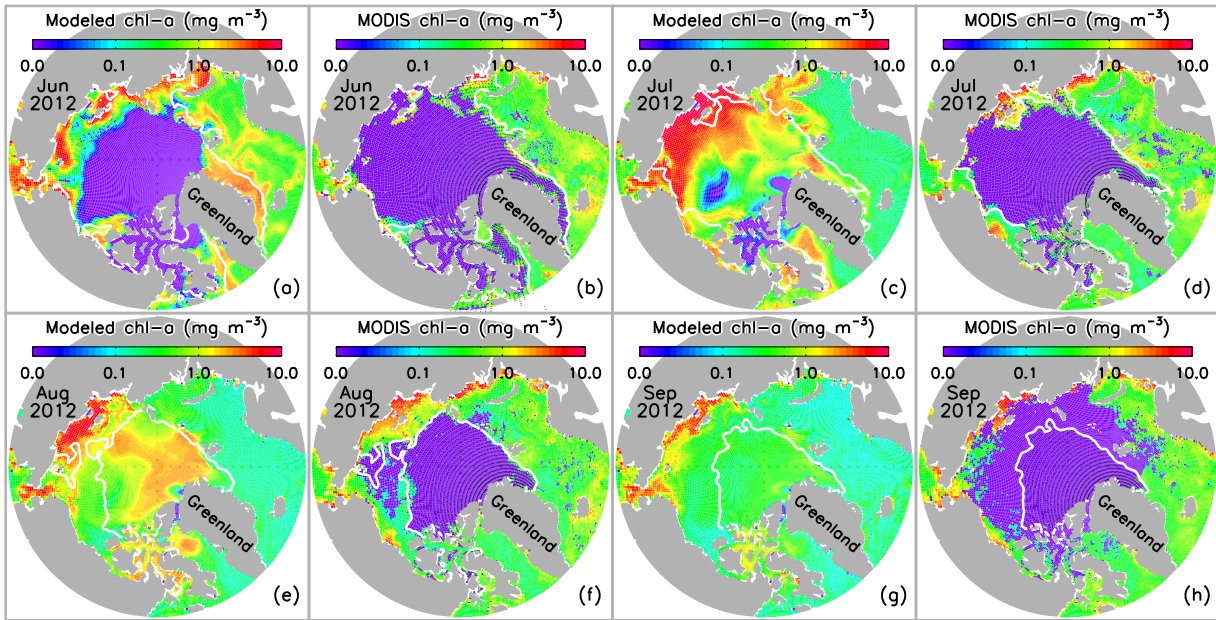 Modeled chl-a (mg m⁻³)
0.0 0.1 1.0 10.0
Jun
2012
Greenland
(a)
MODIS chl-a (mg m⁻³)
0.0 0.1 1.0 10.0
Jun
2012
Greenland
(b)
Modeled chl-a (mg m⁻³)
0.0 0.1 1.0 10.0
Jul
2012
Greenland
(c)
MODIS chl-a (mg m⁻³)
0.0 0.1 1.0 10.0
Jul
2012
Greenland
(d)
Modeled chl-a (mg m⁻³)
0.0 0.1 1.0 10.0
Aug
2012
Greenland
(e)
MODIS chl-a (mg m⁻³)
0.0 0.1 1.0 10.0
Aug
2012
Greenland
(f)
Modeled chl-a (mg m⁻³)
0.0 0.1 1.0 10.0
Sep
2012
Greenland
(g)
MODIS chl-a (mg m⁻³)
0.0 0.1 1.0 10.0
Sep
2012
Greenland
(h)